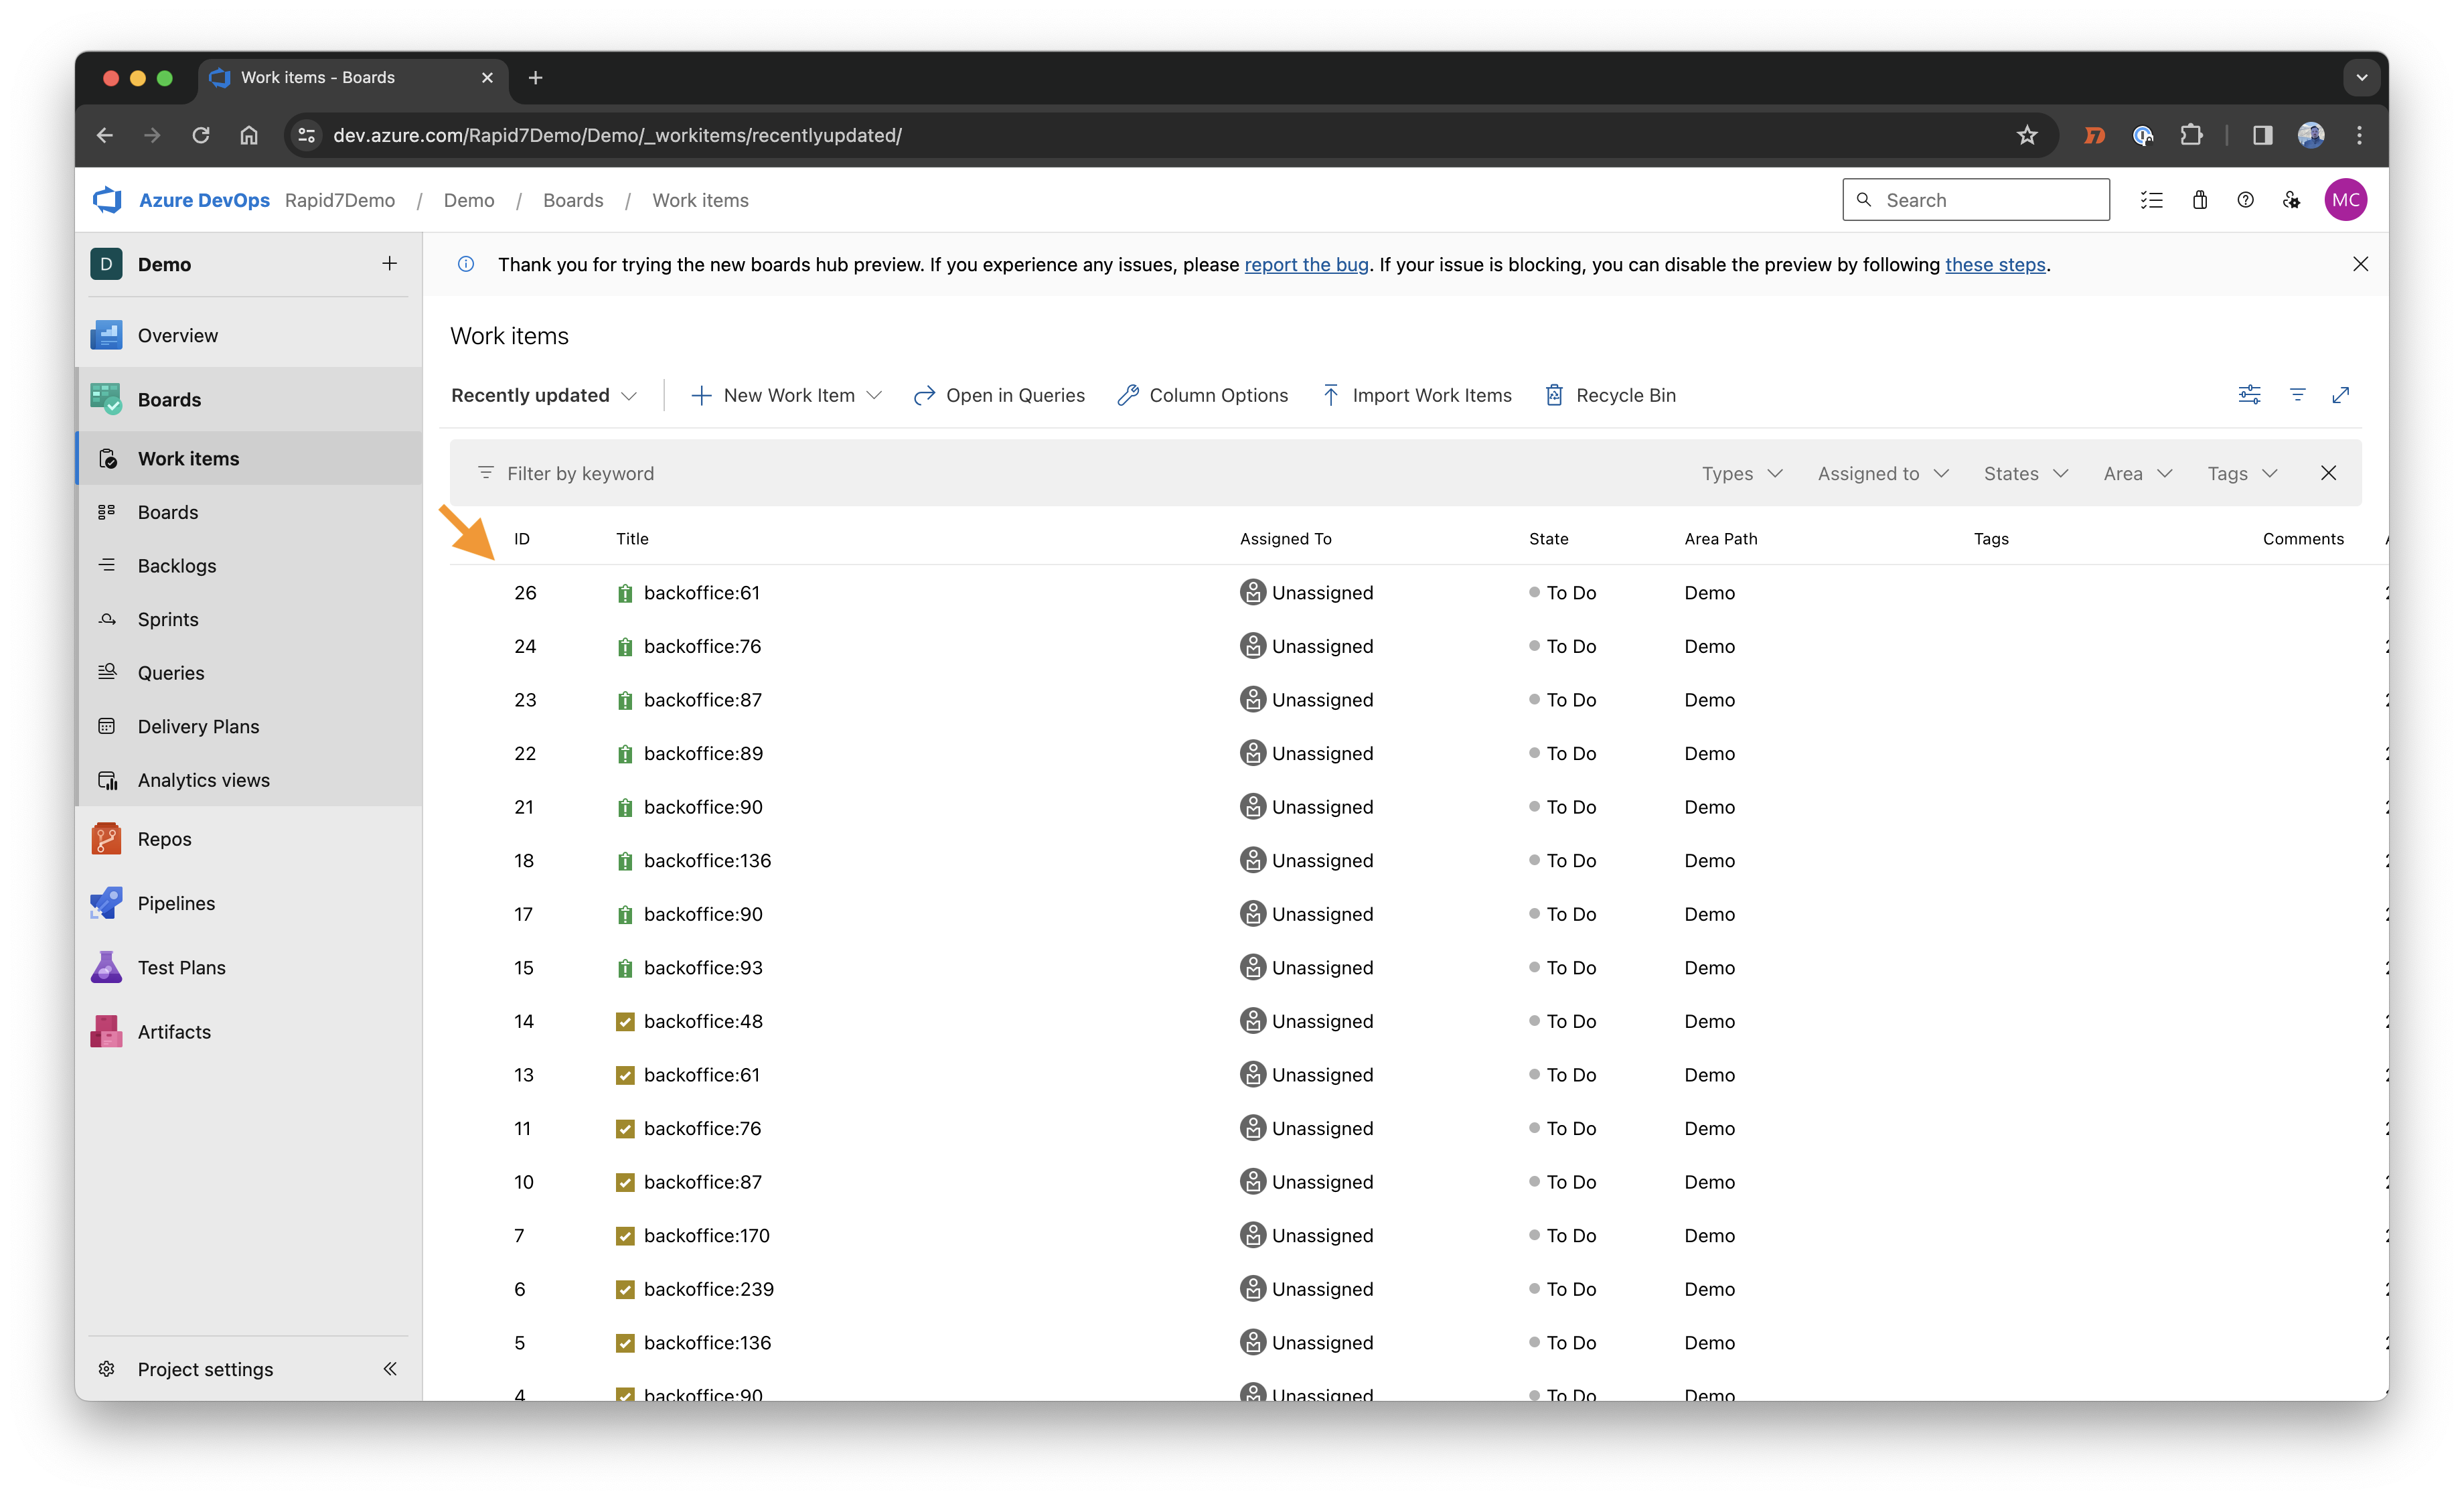 Work items - Boards
dev.azure.com/Rapid7Demo/Demo/_workitems/recentlyupdated/
Azure DevOps Rapid7Demo / Demo / Boards / Work items Search MC
D Demo
Thank you for trying the new boards hub preview. If you experience any issues, please report the bug. If your issue is blocking, you can disable the preview by following these steps.
Overview
Boards
Work items
Boards
Backlogs
Sprints
Queries
Delivery Plans
Analytics views
Repos
Pipelines
Test Plans
Artifacts
Project settings
Work items
Recently updated New Work Item Open in Queries Column Options Import Work Items Recycle Bin
Filter by keyword Types Assigned to States Area Tags
ID Title Assigned To State Area Path Tags Comments
26 backoffice:61 Unassigned To Do Demo
24 backoffice:76 Unassigned To Do Demo
23 backoffice:87 Unassigned To Do Demo
22 backoffice:89 Unassigned To Do Demo
21 backoffice:90 Unassigned To Do Demo
18 backoffice:136 Unassigned To Do Demo
17 backoffice:90 Unassigned To Do Demo
15 backoffice:93 Unassigned To Do Demo
14 backoffice:48 Unassigned To Do Demo
13 backoffice:61 Unassigned To Do Demo
11 backoffice:76 Unassigned To Do Demo
10 backoffice:87 Unassigned To Do Demo
7 backoffice:170 Unassigned To Do Demo
6 backoffice:239 Unassigned To Do Demo
5 backoffice:136 Unassigned To Do Demo
4 backoffice:90 Unassigned To Do Demo